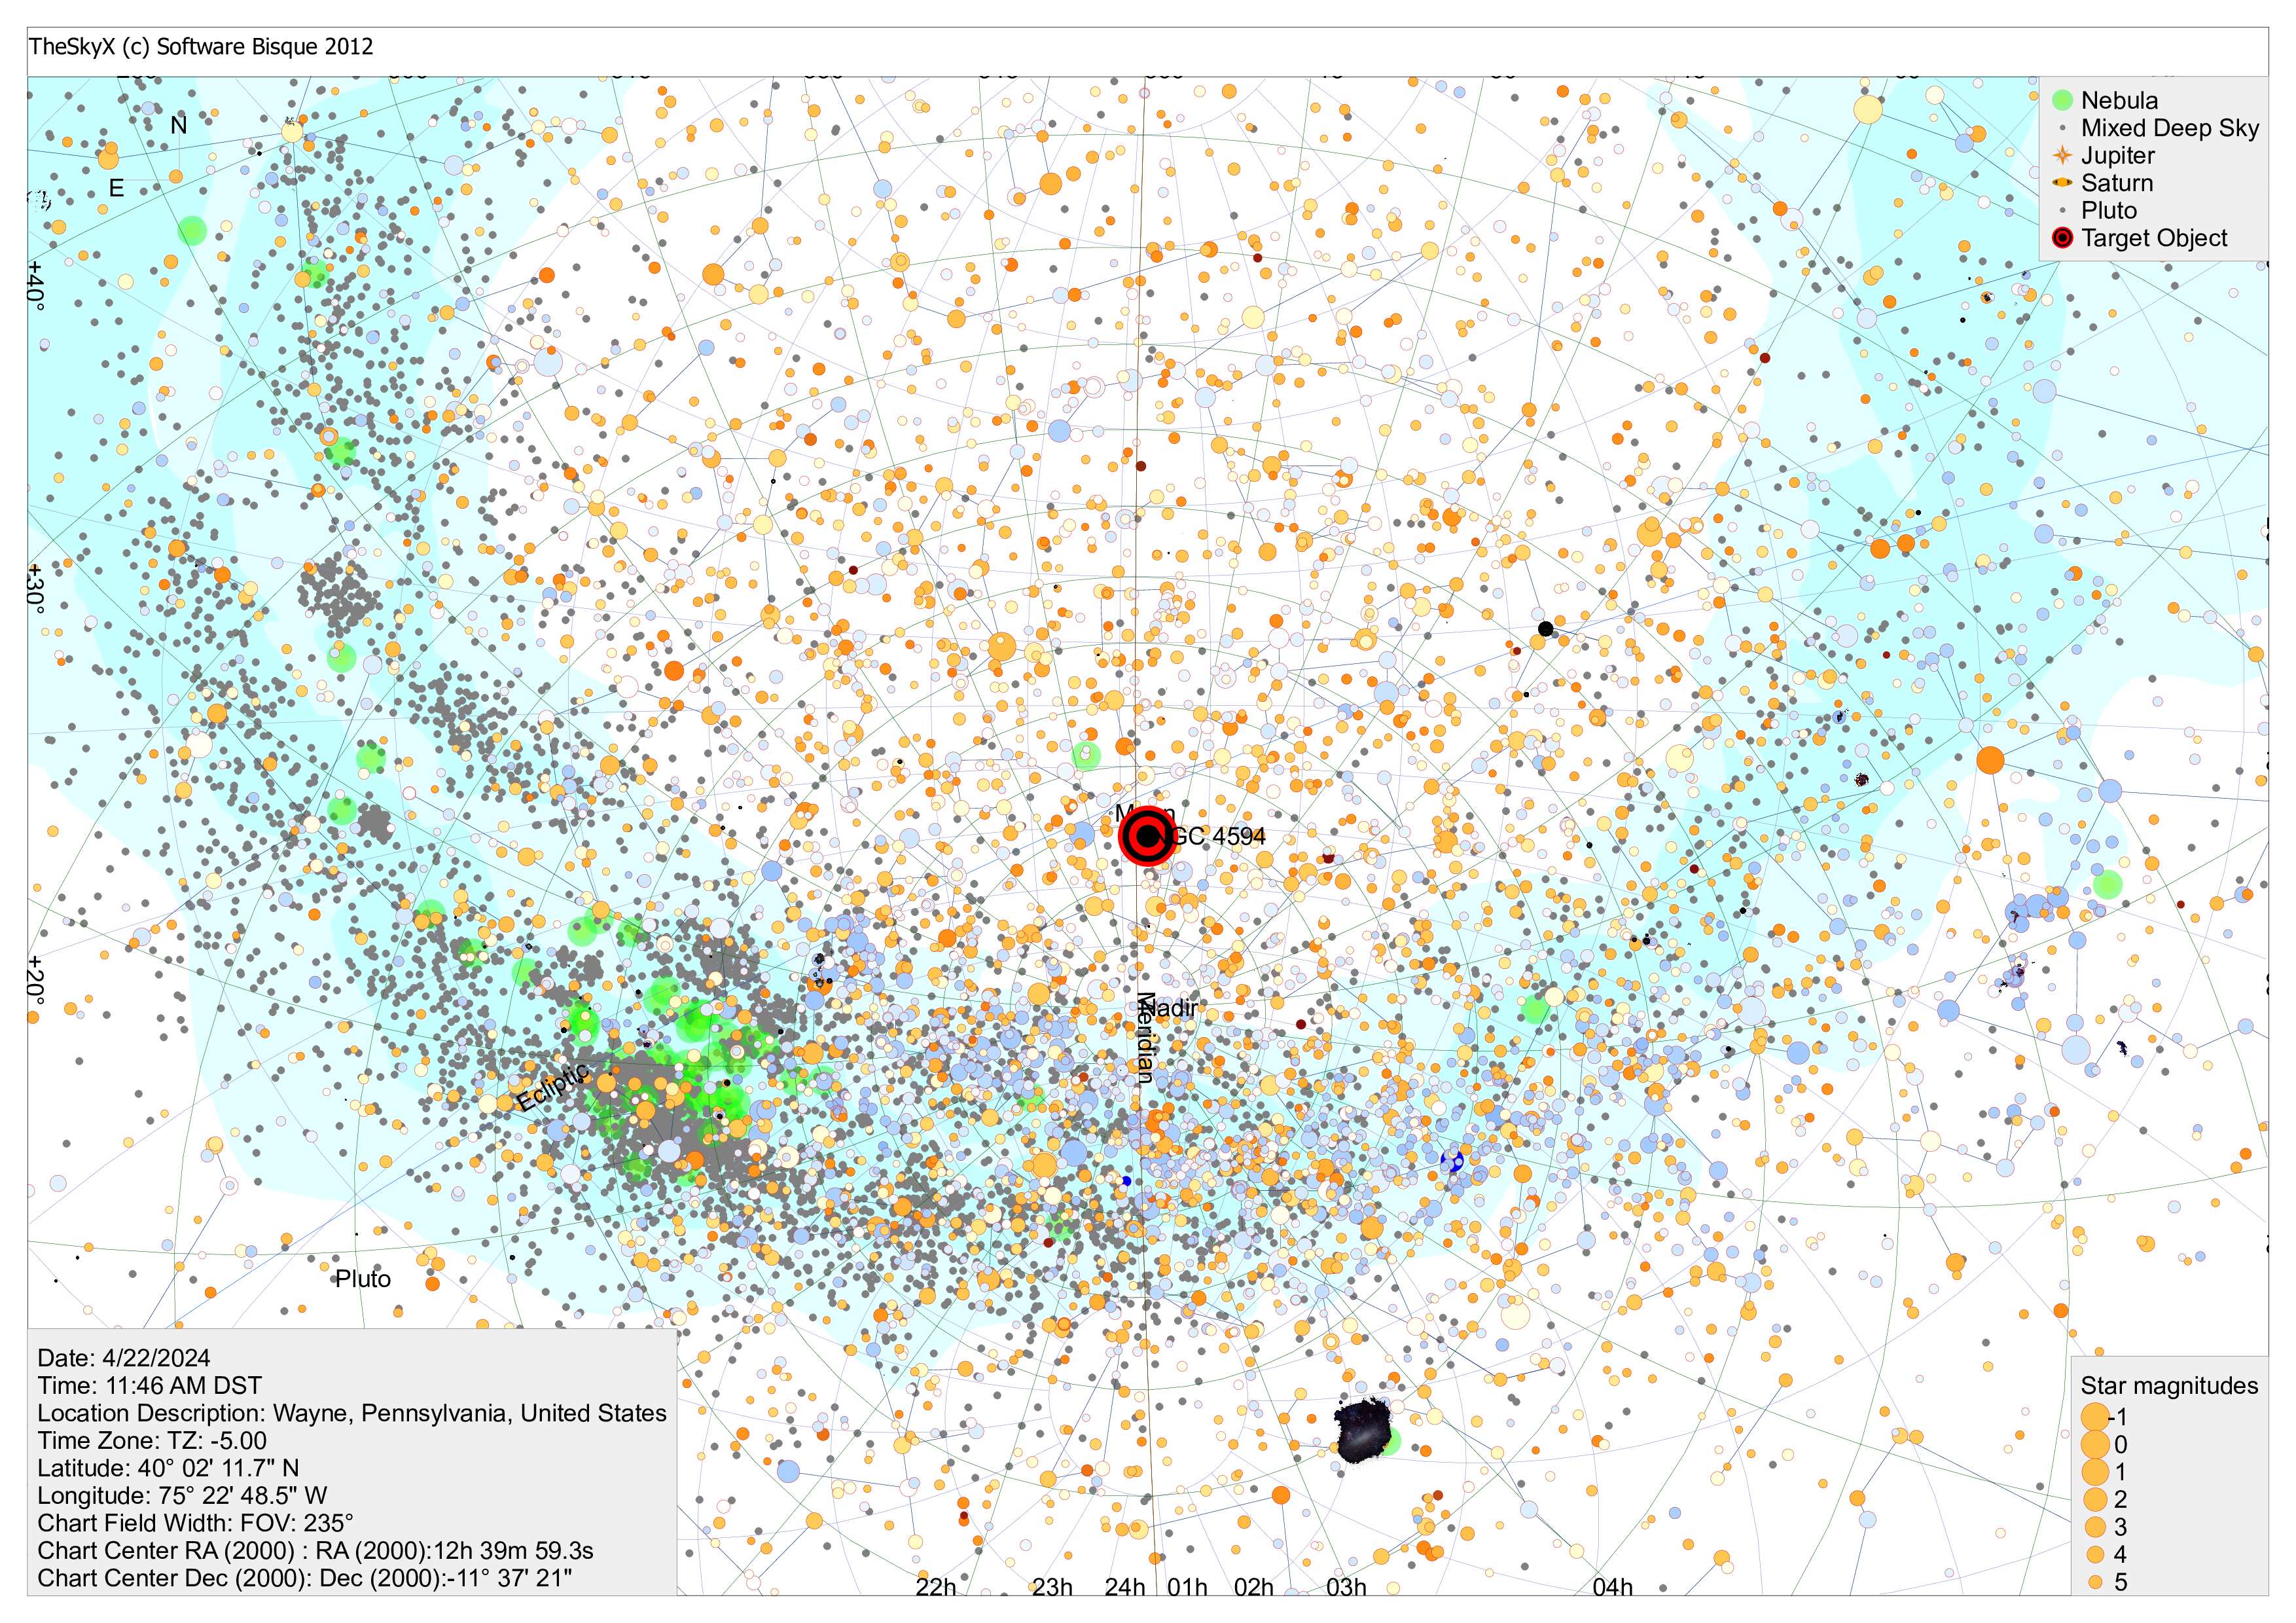 TheSkyX (c) Software Bisque 2012
N
E
Nebula
Mixed Deep Sky
Jupiter
Saturn
Pluto
Target Object
+40°
+30°
+20°
GC 4594
Nadir
Meridian
Ecliptic
Pluto
Date: 4/22/2024
Time: 11:46 AM DST
Location Description: Wayne, Pennsylvania, United States
Time Zone: TZ: -5.00
Latitude: 40° 02' 11.7" N
Longitude: 75° 22' 48.5" W
Chart Field Width: FOV: 235°
Chart Center RA (2000) : RA (2000):12h 39m 59.3s
Chart Center Dec (2000): Dec (2000):-11° 37' 21"
Star magnitudes
-1
0
1
2
3
4
5
22h 23h 24h 01h 02h 03h 04h